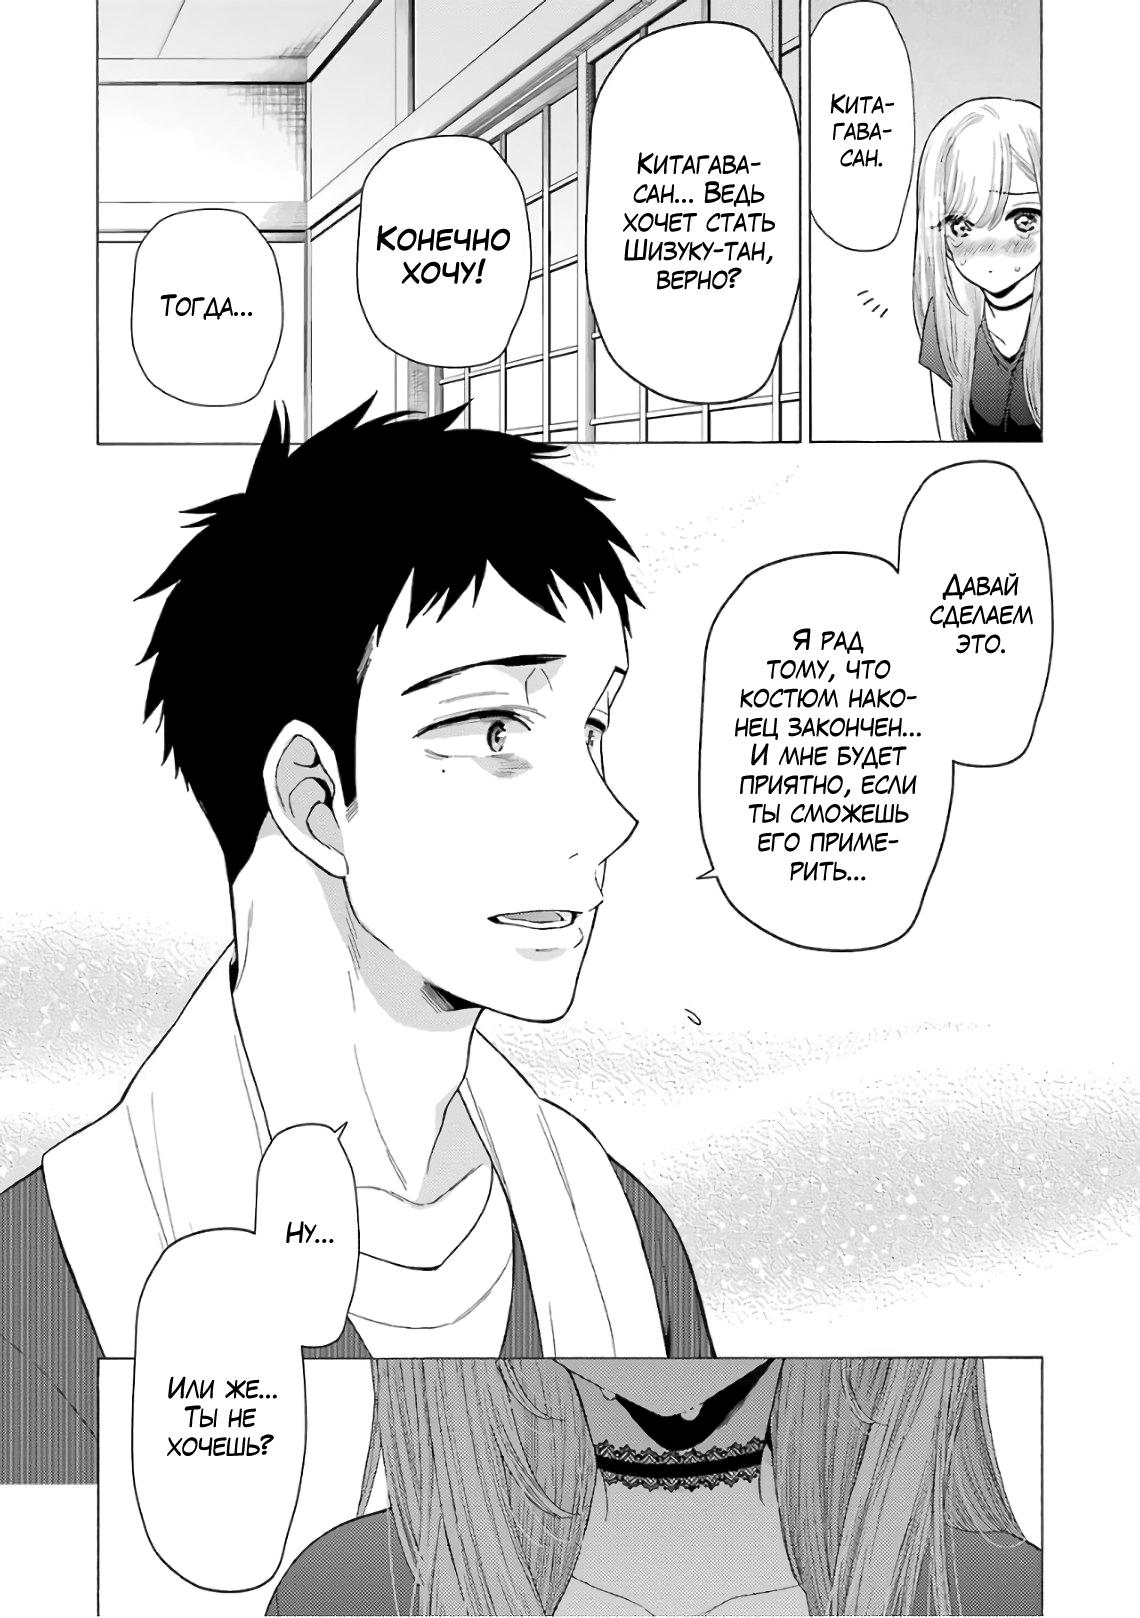 Кита-
гава-
сан.
Китагава-
сан... Ведь
хочет стать
Шизуку-тан,
верно?
Конечно
хочу!
Тогда...
Давай
сделаем
это.
Я рад
тому, что
костюм нако-
нец закончен...
И мне будет
приятно, если
ты сможешь
его приме-
рить...
Ну...
Или же...
Ты не
хочешь?